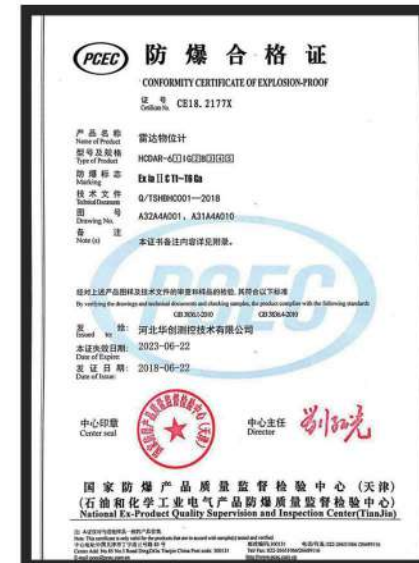 PCEC
防爆合格证
CONFORMITY CERTIFICATE OF EXPLOSION-PROOF
证 号 CE18.2177X
Certificate No.
产品名称 雷达物位计
Name of Product
型号及规格 HCDAR-6①1G②B③④⑤
Type of Product
防爆标志 Ex ia ⅡC T1~T6 Ga
Marking
技术文件 Q/TSHBHC001—2018
Technical Documents
图 号 A32A4A001, A31A4A010
Drawing No.
备 注 本证书备注内容详见附录。
Note (s)
PCEC
经对上述产品图样及技术文件的审查和样品的检验,其符合以下标准
By verifying the drawings and technical documents and checking samples, the product complies with the following standards
GB 3836.1-2010 GB 3836.4-2010
发 给: 河北华创测控技术有限公司
Issued to
本证失效日期: 2023-06-22
Date of Expire
发证日期: 2018-06-22
Date of Issue:
中心印章
Center seal
中心主任
Director
国家防爆产品质量监督检验中心(天津)
(石油和化学工业电气产品防爆质量监督检验中心)
National Ex-Product Quality Supervision and Inspection Center(TianJin)